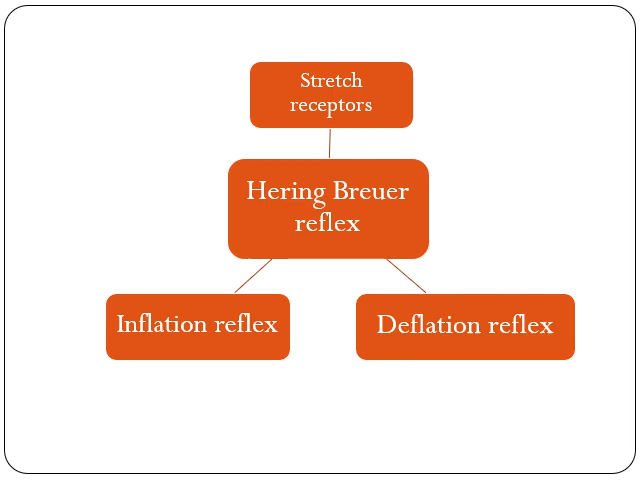 Stretch
receptors
Hering Breuer
reflex
Inflation reflex
Deflation reflex